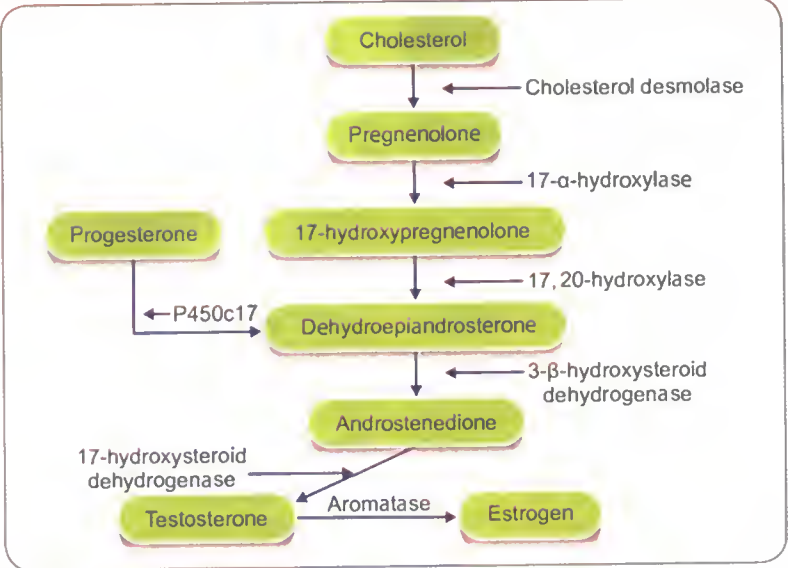 Cholesterol
Cholesterol desmolase
Pregnenolone
17-α-hydroxylase
Progesterone
17-hydroxypregnenolone
17, 20-hydroxylase
P450c17
Dehydroepiandrosterone
3-β-hydroxysteroid
dehydrogenase
Androstenedione
17-hydroxysteroid
dehydrogenase
Testosterone
Aromatase
Estrogen